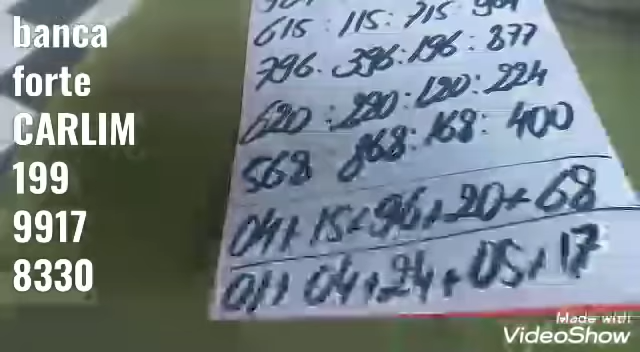 banca
forte
CARLIM
199
9917
8330
615 : 115 : 715 : 901
796. 396. 196 : 877
620 : 220 : 120 : 224
568 868 : 168 : 400
04+15+96+20+68
01+04+24+05+17
Made with
VideoShow